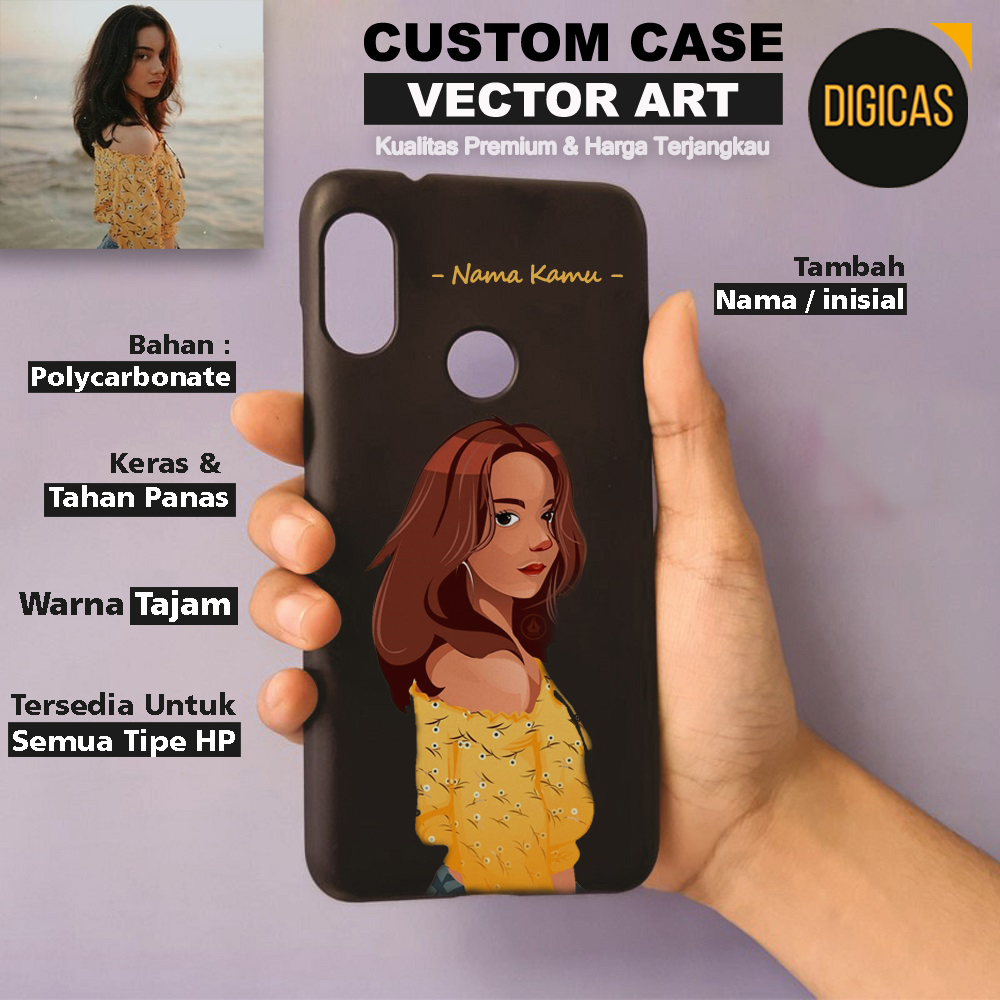 CUSTOM CASE
VECTOR ART
Kualitas Premium & Harga Terjangkau
DIGICAS
- Nama Kamu -
Tambah
Nama / inisial
Bahan :
Polycarbonate
Keras &
Tahan Panas
Warna Tajam
Tersedia Untuk
Semua Tipe HP